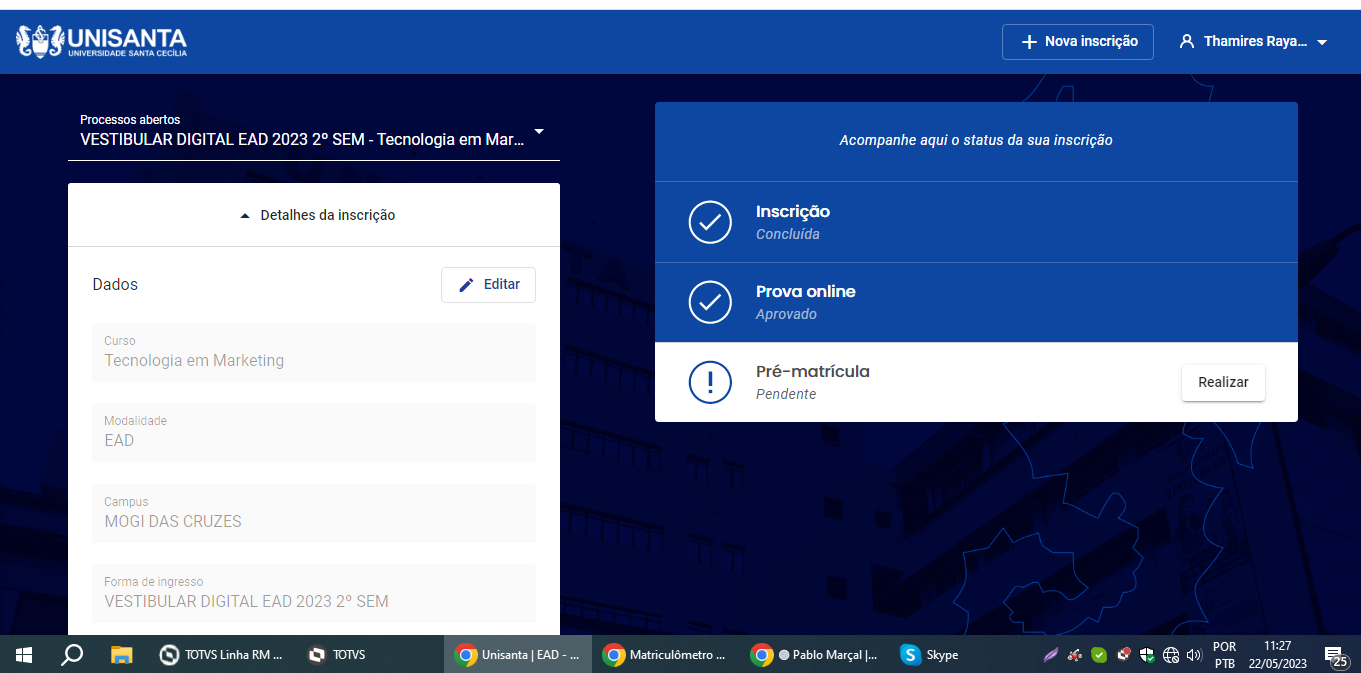 UNISANTA
UNIVERSIDADE SANTA CECÍLIA
Nova inscrição
Thamires Raya...
Processos abertos
VESTIBULAR DIGITAL EAD 2023 2º SEM - Tecnologia em Mar...
Detalhes da inscrição
Dados
Editar
Curso
Tecnologia em Marketing
Modalidade
EAD
Campus
MOGI DAS CRUZES
Forma de ingresso
VESTIBULAR DIGITAL EAD 2023 2º SEM
Acompanhe aqui o status da sua inscrição
Inscrição
Concluída
Prova online
Aprovado
Pré-matrícula
Pendente
Realizar
TOTVS Linha RM ...
TOTVS
Unisanta | EAD - ...
Matriculômetro ...
Pablo Marçal |...
Skype
POR
PTB
11:27
22/05/2023
25